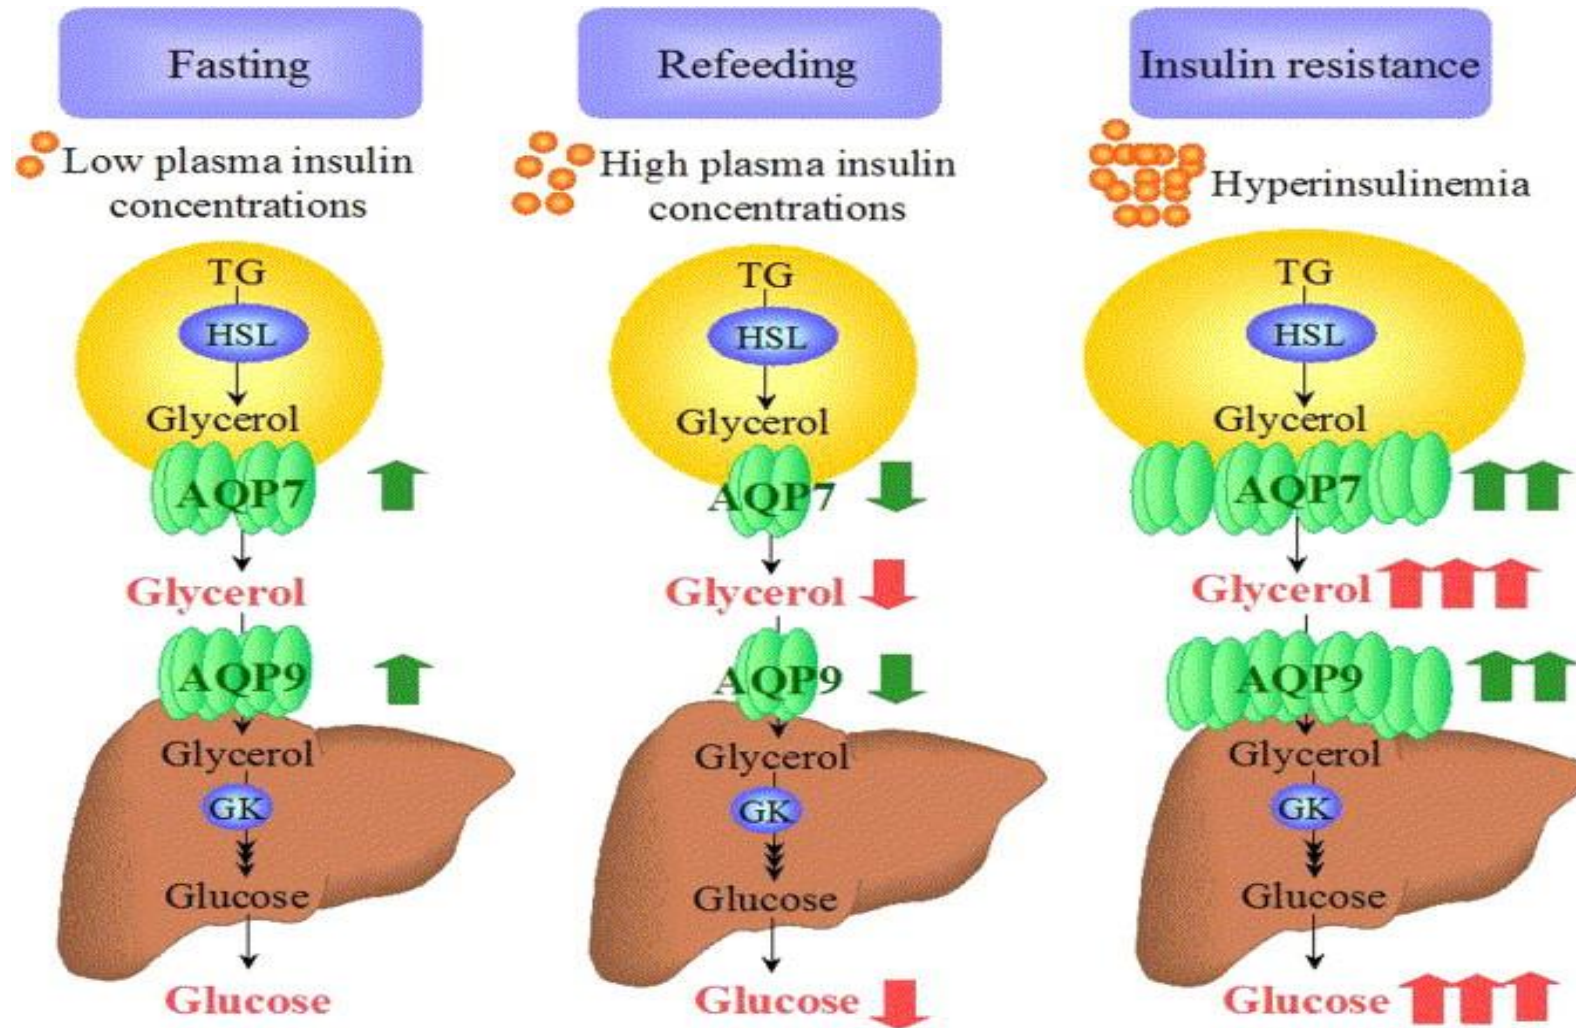 Fasting
Low plasma insulin
concentrations
TG
HSL
Glycerol
AQP7
Glycerol
AQP9
Glycerol
GK
Glucose
Glucose
Refeeding
High plasma insulin
concentrations
TG
HSL
Glycerol
AQP7
Glycerol
AQP9
Glycerol
GK
Glucose
Glucose
Insulin resistance
Hyperinsulinemia
TG
HSL
Glycerol
AQP7
Glycerol
AQP9
Glycerol
GK
Glucose
Glucose